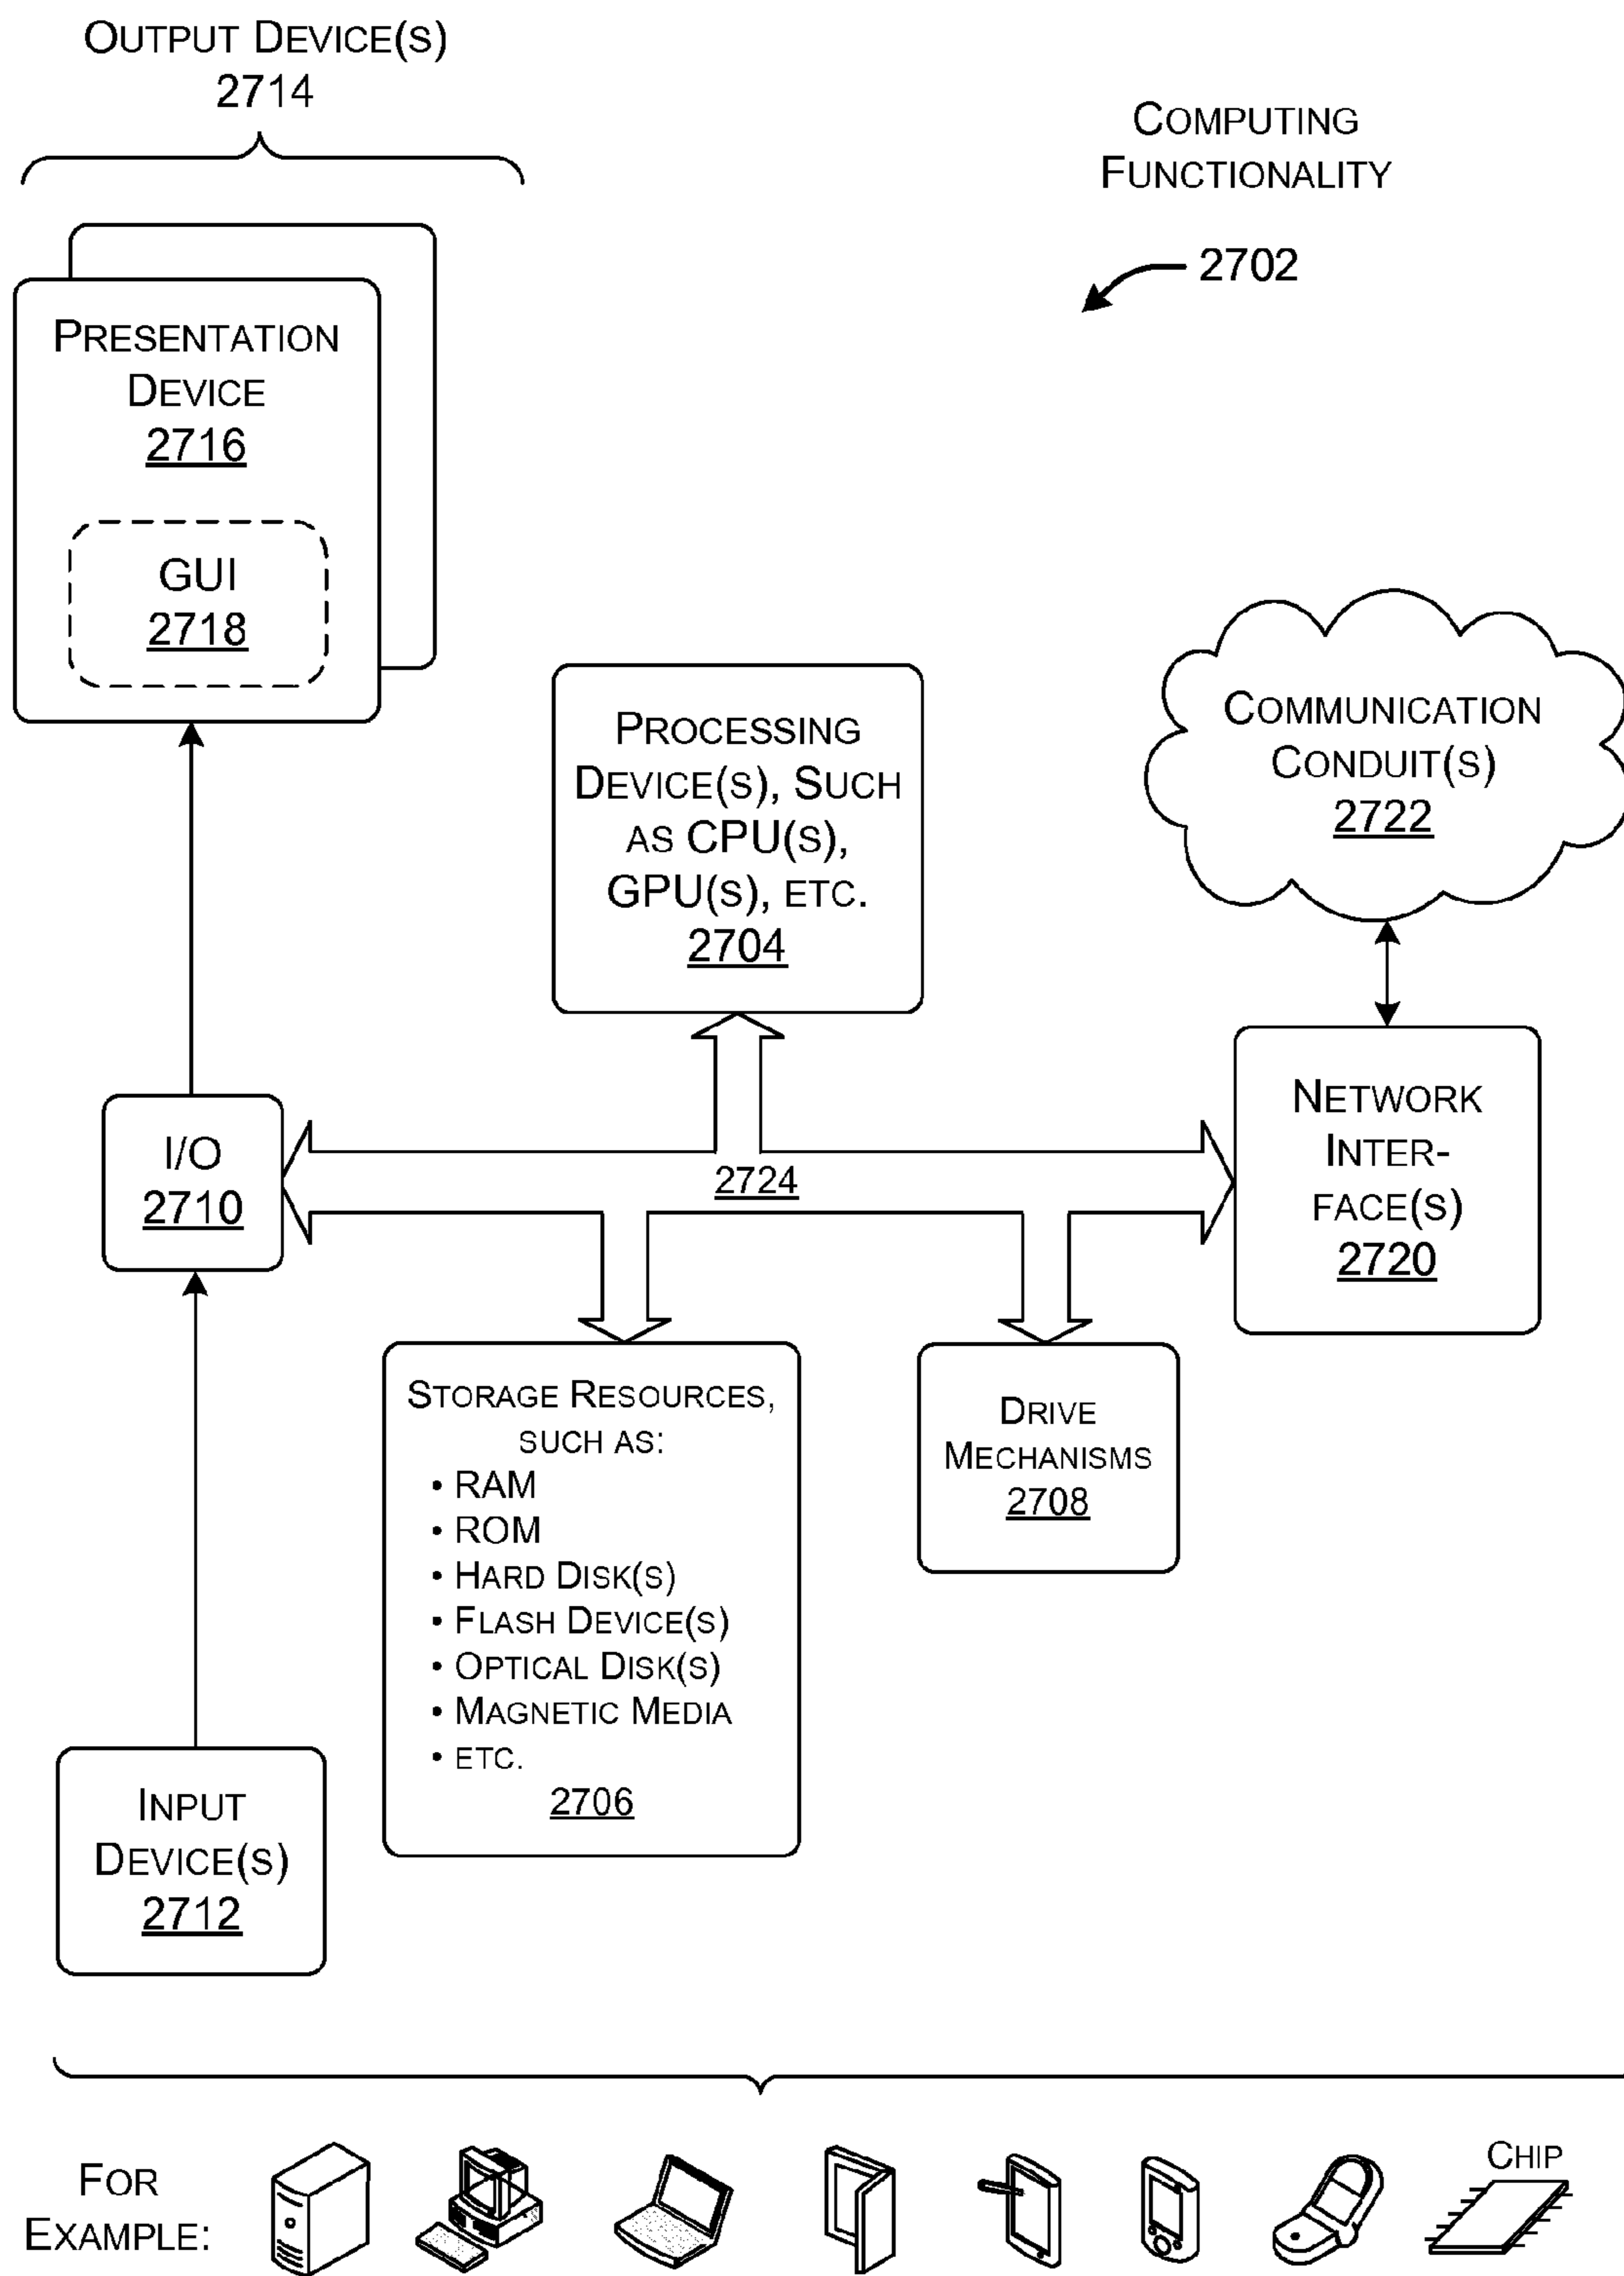 OUTPUT DEVICE(S)
2714
COMPUTING
FUNCTIONALITY
2702
PRESENTATION
DEVICE
2716
GUI
2718
PROCESSING
DEVICE(S), SUCH
AS CPU(S),
GPU(S), ETC.
2704
COMMUNICATION
CONDUIT(S)
2722
I/O
2710
2724
NETWORK
INTER-
FACE(S)
2720
STORAGE RESOURCES,
SUCH AS:
• RAM
• ROM
• HARD DISK(S)
• FLASH DEVICE(S)
• OPTICAL DISK(S)
• MAGNETIC MEDIA
• ETC.
2706
DRIVE
MECHANISMS
2708
INPUT
DEVICE(S)
2712
FOR
EXAMPLE:
CHIP